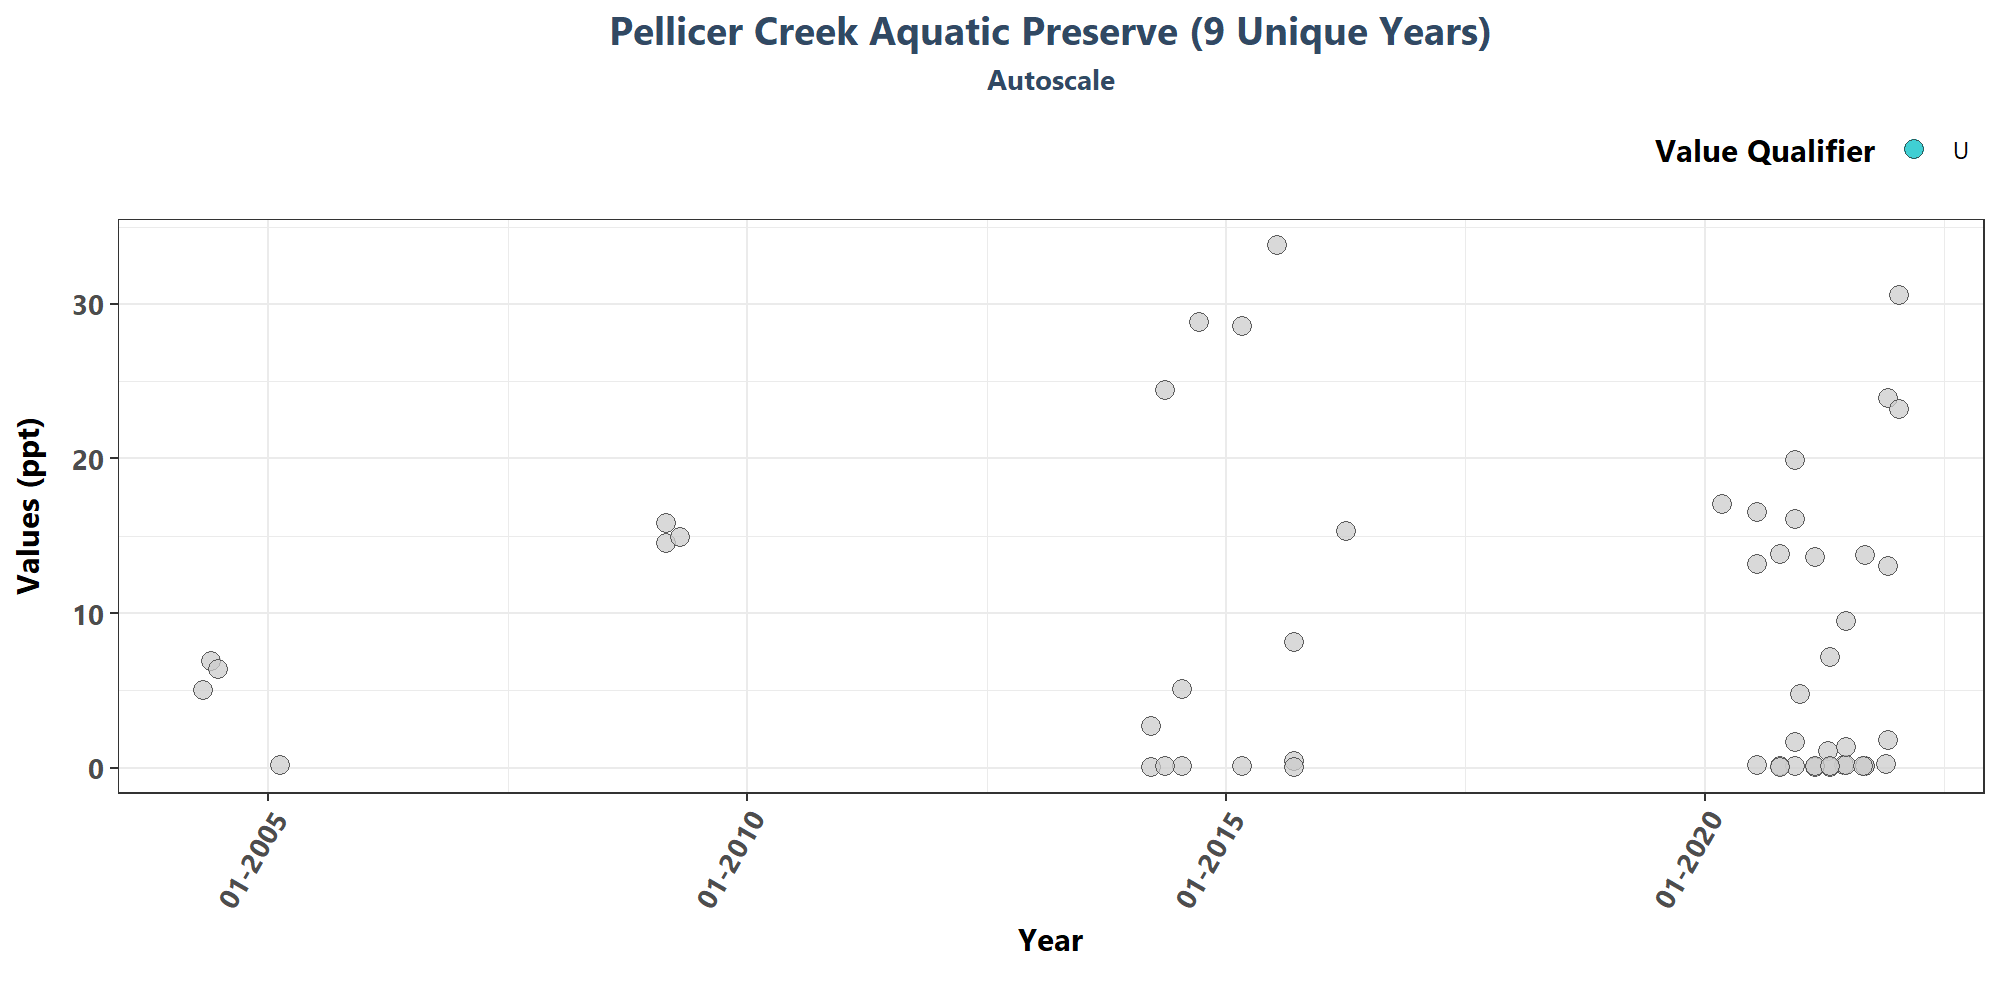 Pellicer Creek Aquatic Preserve (9 Unique Years)
Autoscale
Value Qualifier U
Values (ppt)
30
20
10
0
01-2005
01-2010
01-2015
01-2020
Year